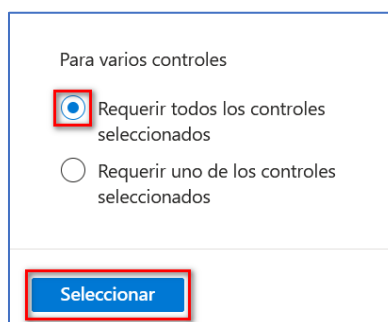 Para varios controles
Requerir todos los controles
seleccionados
Requerir uno de los controles
seleccionados
Seleccionar